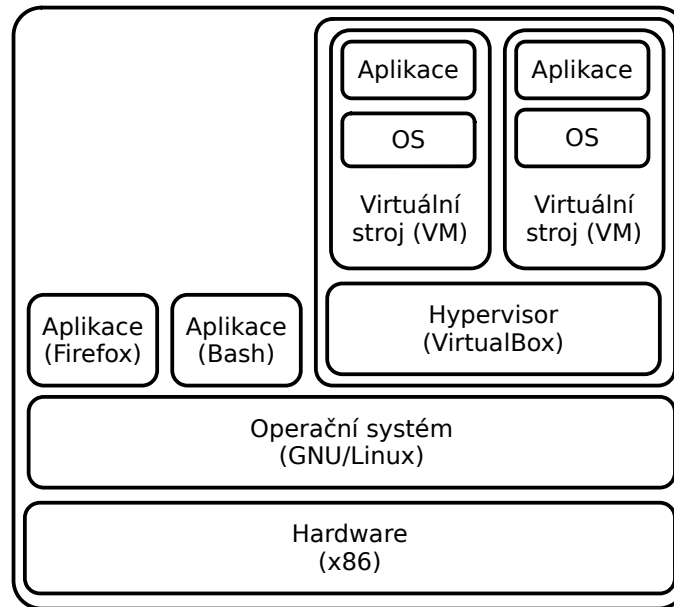 Aplikace
OS
Virtuální
stroj (VM)
Aplikace
OS
Virtuální
stroj (VM)
Aplikace
(Firefox)
Aplikace
(Bash)
Hypervisor
(VirtualBox)
Operační systém
(GNU/Linux)
Hardware
(x86)